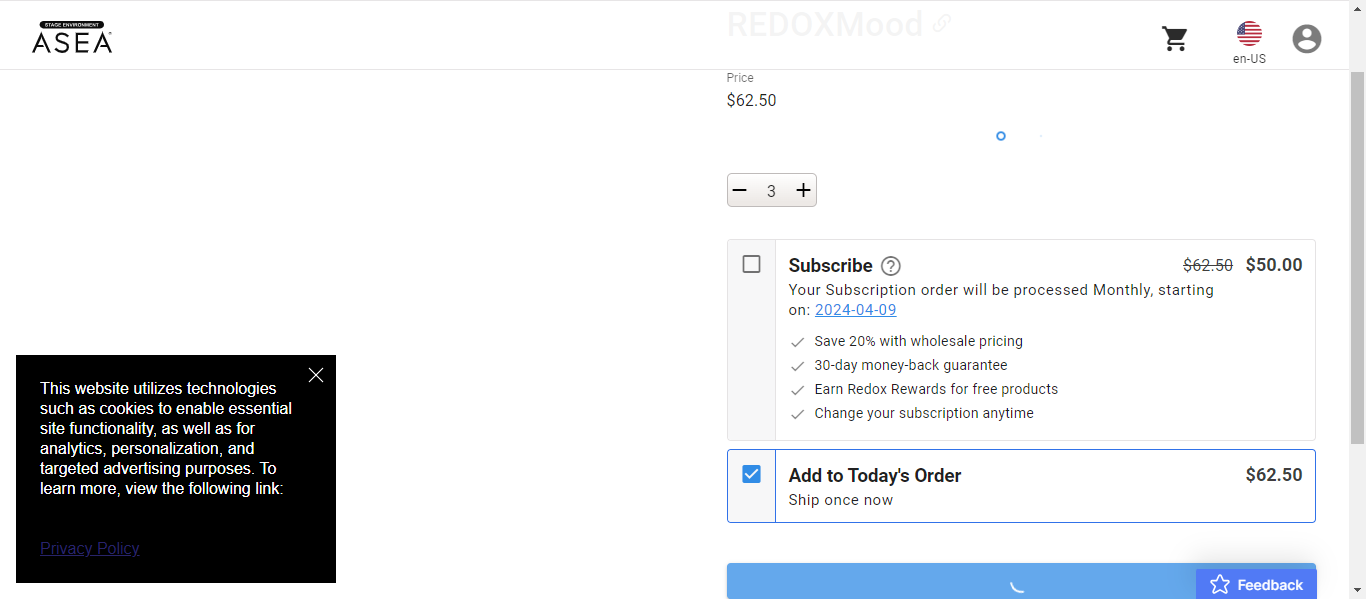 STAGE ENVIRONMENT
ASEA
REDOXMood
en-US
Price
$62.50
3
Subscribe ? $62.50 $50.00
Your Subscription order will be processed Monthly, starting
on: 2024-04-09
Save 20% with wholesale pricing
30-day money-back guarantee
Earn Redox Rewards for free products
Change your subscription anytime
Add to Today's Order $62.50
Ship once now
This website utilizes technologies
such as cookies to enable essential
site functionality, as well as for
analytics, personalization, and
targeted advertising purposes. To
learn more, view the following link:
Privacy Policy
Feedback